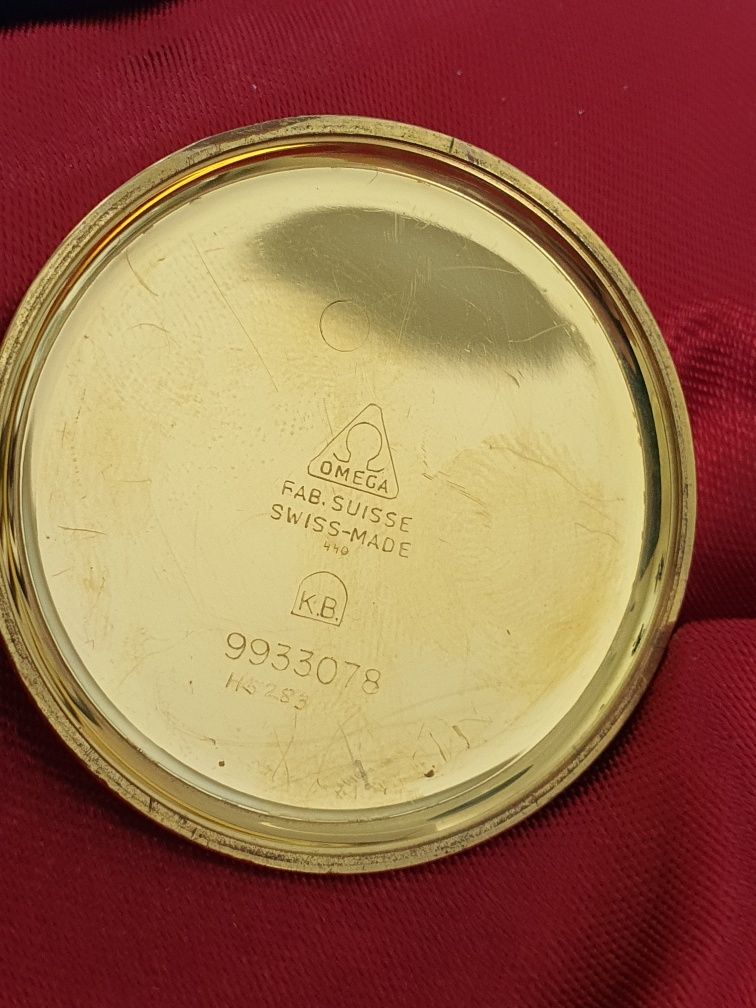 Ω
OMEGA
FAB. SUISSE
SWISS-MADE
440
K.B.
9933078